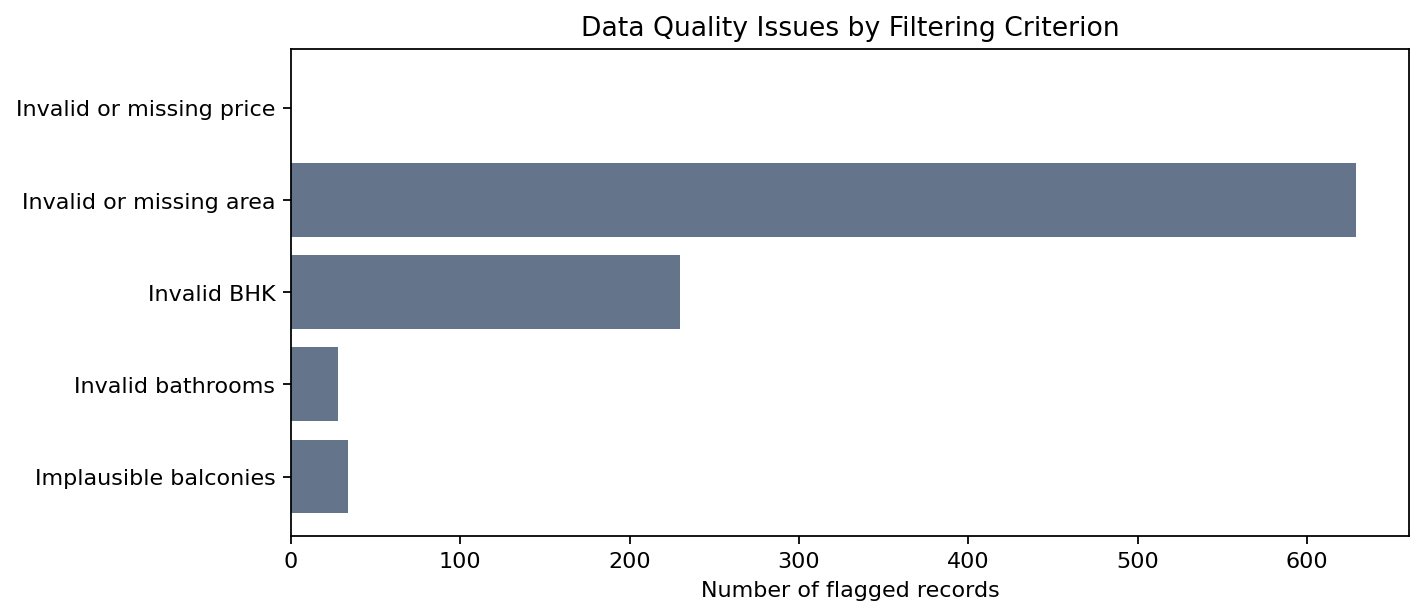 Data Quality Issues by Filtering Criterion
Invalid or missing price
Invalid or missing area
Invalid BHK
Invalid bathrooms
Implausible balconies
0 100 200 300 400 500 600
Number of flagged records